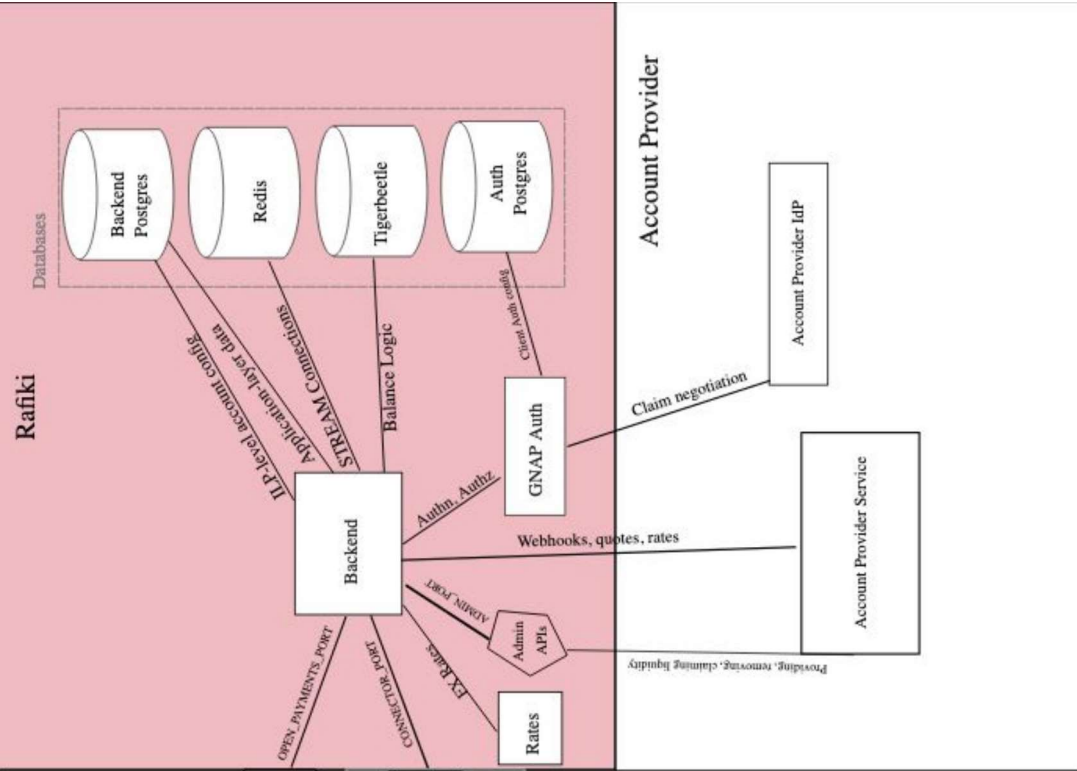 Rafiki
Databases
Backend
Postgres
Redis
Tigerbeetle
Auth
Postgres
ILP-level account config
Application-layer data
STREAM Connections
Balance Logic
Client Auth config
Backend
GNAP Auth
Authn, Authz
OPEN_PAYMENTS_PORT
CONNECTOR_PORT
FX Rates
ADMIN_PORT
Admin
APIs
Rates
Account Provider
Claim negotiation
Account Provider IdP
Webhooks, quotes, rates
Account Provider Service
Providing, removing, claiming liquidity